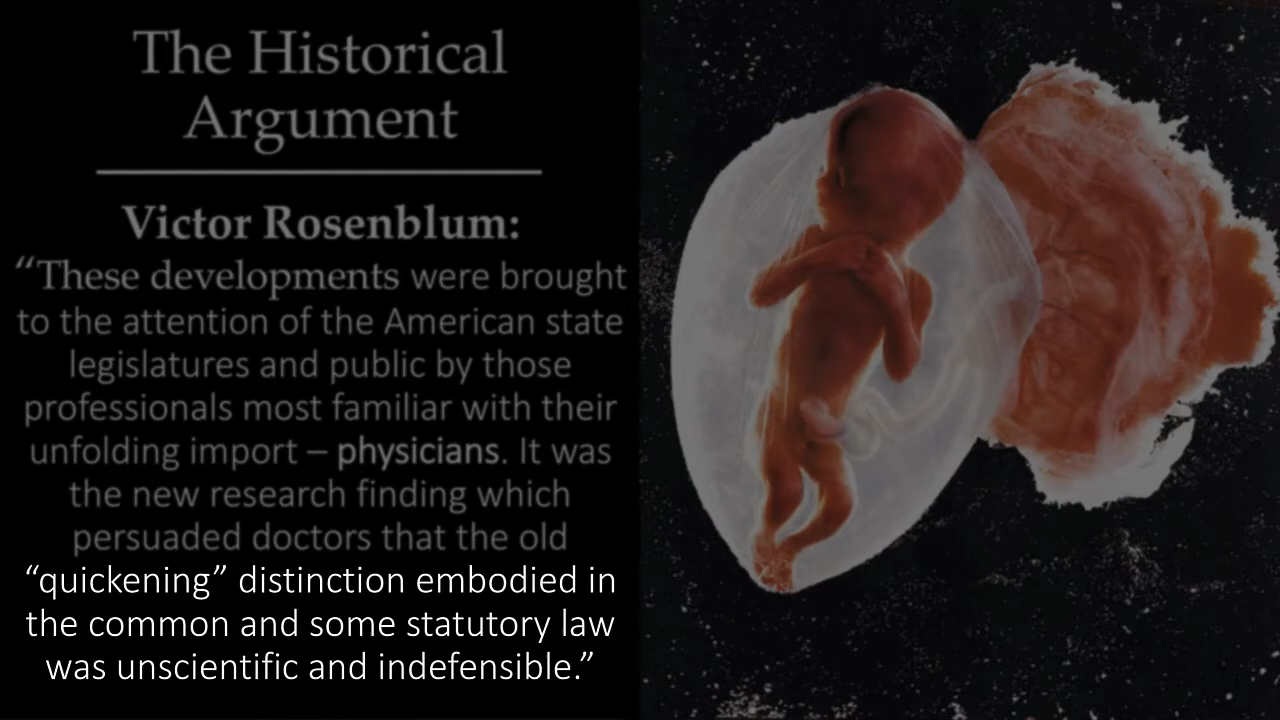 The Historical
Argument
Victor Rosenblum:
“These developments were brought
to the attention of the American state
legislatures and public by those
professionals most familiar with their
unfolding import – physicians. It was
the new research finding which
persuaded doctors that the old
“quickening” distinction embodied in
the common and some statutory law
was unscientific and indefensible.”